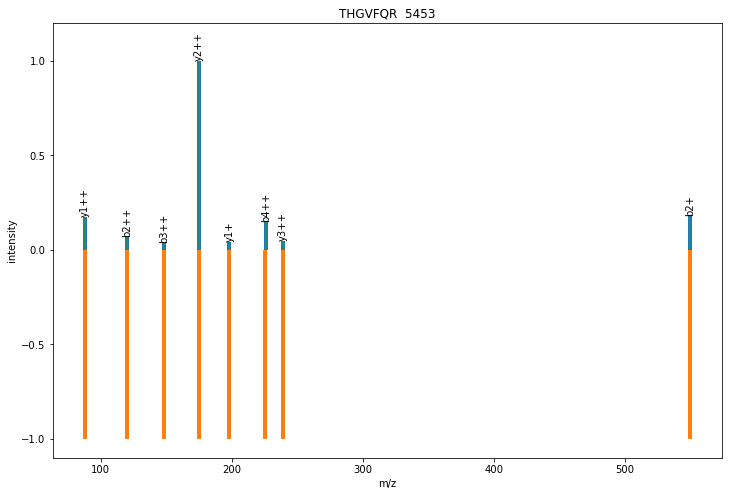 THGVFQR  5453
y2++
y1++
b2++
b3++
y1+
b4++
y3++
b2+
1.0
0.5
0.0
−0.5
−1.0
intensity
100
200
300
400
500
m/z